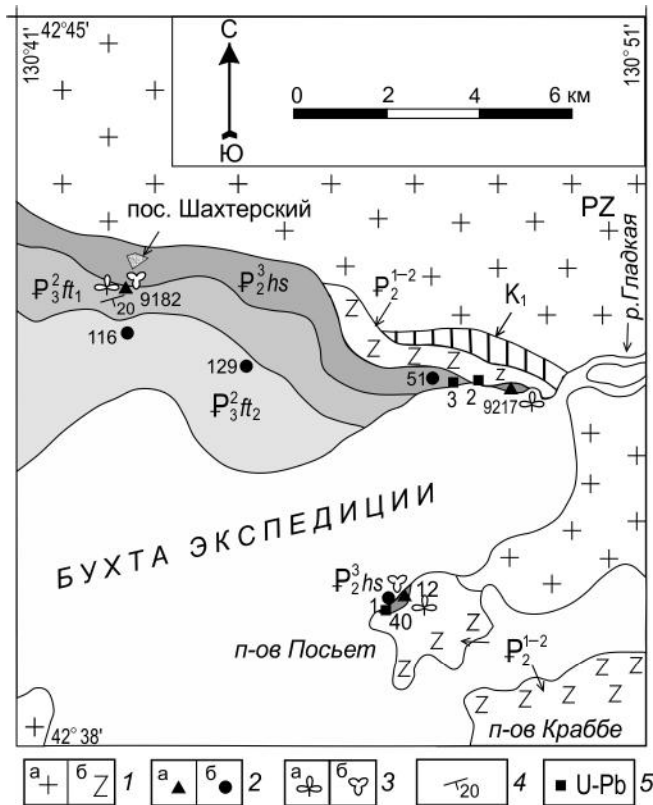 42°45'
130°41'
130°51'
С
Ю
0 2 4 6 км
PZ
пос. Шахтерский
р.Гладкая
₽₃²ft₁
20
9182
₽₂³hs
₽₂¹⁻²
K₁
116
129
51
3 2
9217
₽₃²ft₂
БУХТА ЭКСПЕДИЦИИ
₽₂³hs
12
1
40
п-ов Посьет
₽₂¹⁻²
п-ов Краббе
42°38'
а б 1 а б 2 а б 3 20 4 U-Pb 5